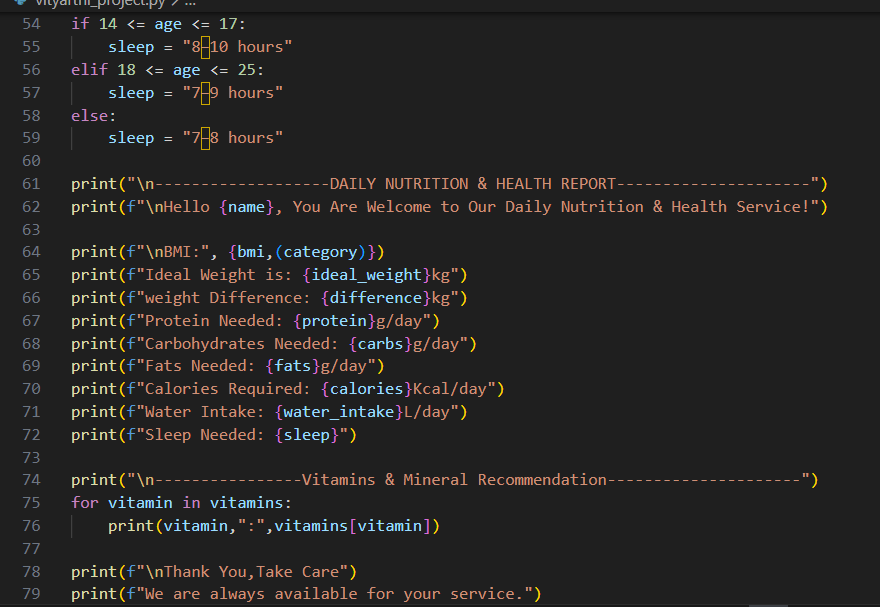 vityarthi_project.py > ...
54 if 14 <= age <= 17:
55     sleep = "8–10 hours"
56 elif 18 <= age <= 25:
57     sleep = "7–9 hours"
58 else:
59     sleep = "7–8 hours"
60
61 print("\n-------------------DAILY NUTRITION & HEALTH REPORT---------------------")
62 print(f"\nHello {name}, You Are Welcome to Our Daily Nutrition & Health Service!")
63
64 print(f"\nBMI:", {bmi,(category)})
65 print(f"Ideal Weight is: {ideal_weight}kg")
66 print(f"weight Difference: {difference}kg")
67 print(f"Protein Needed: {protein}g/day")
68 print(f"Carbohydrates Needed: {carbs}g/day")
69 print(f"Fats Needed: {fats}g/day")
70 print(f"Calories Required: {calories}Kcal/day")
71 print(f"Water Intake: {water_intake}L/day")
72 print(f"Sleep Needed: {sleep}")
73
74 print("\n----------------Vitamins & Mineral Recommendation---------------------")
75 for vitamin in vitamins:
76     print(vitamin,":",vitamins[vitamin])
77
78 print(f"\nThank You,Take Care")
79 print(f"We are always available for your service.")